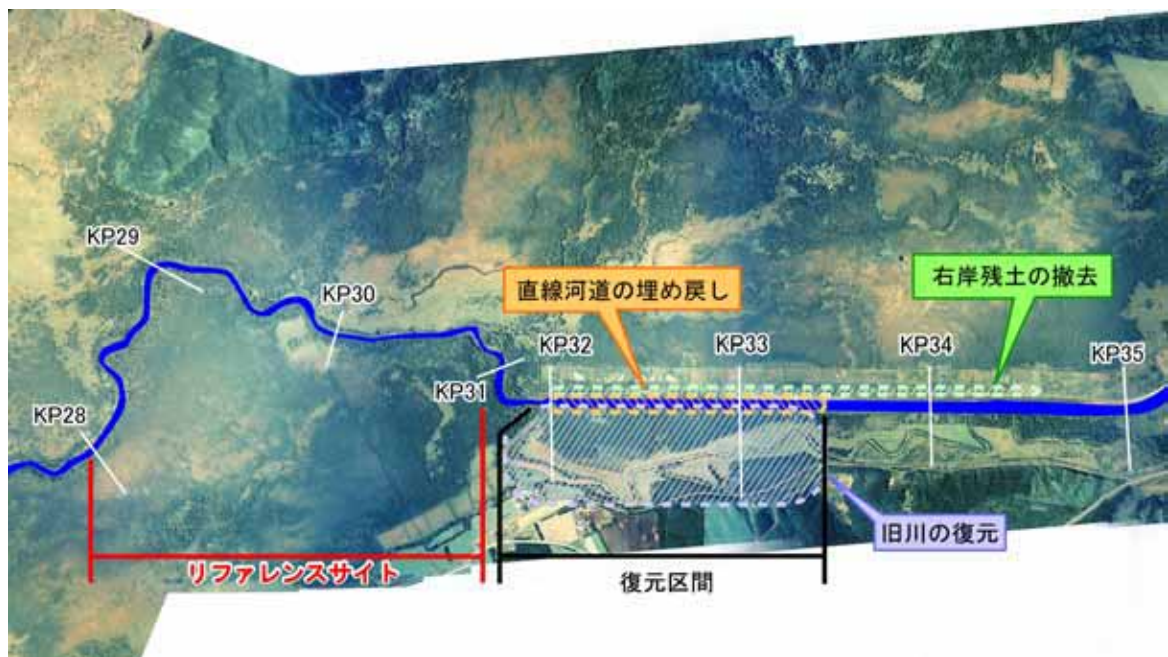 KP29
KP30
直線河道の埋め戻し
右岸残土の撤去
KP28
KP31
KP32
KP33
KP34
KP35
旧川の復元
リファレンスサイト
復元区間